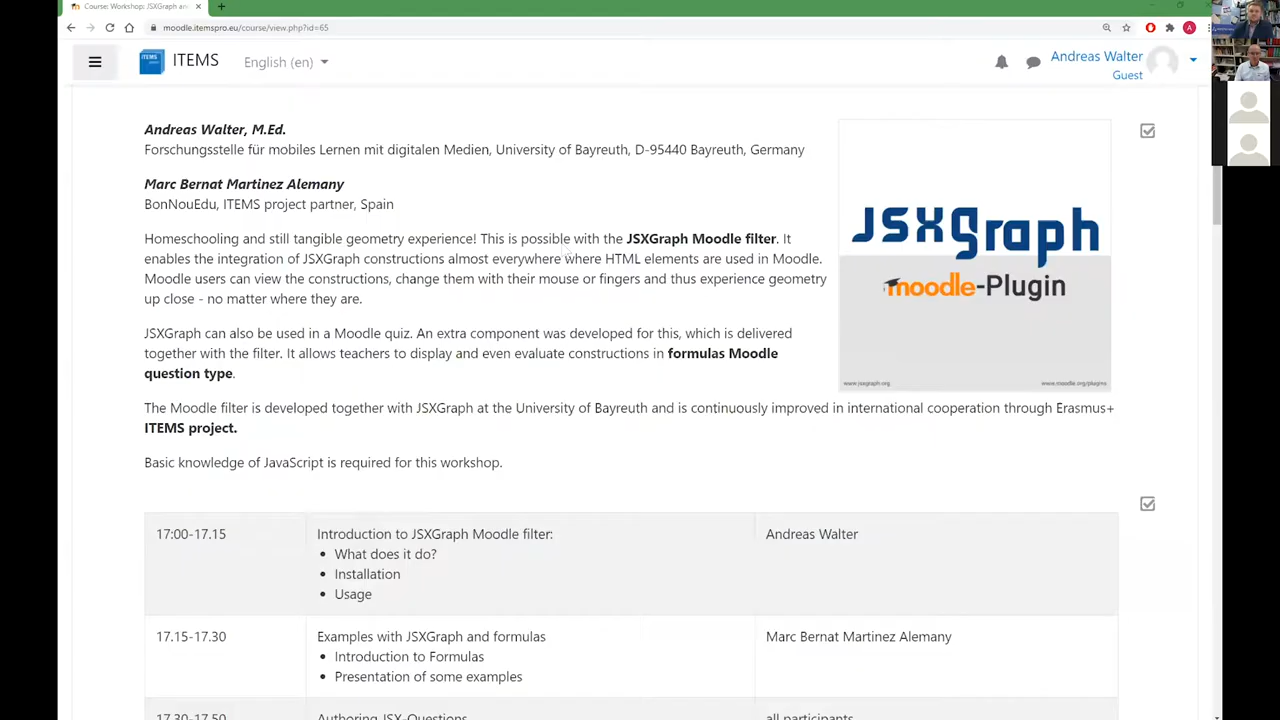 Course: Workshop: JSXGraph an
moodle.itemspro.eu/course/view.php?id=65
ITEMS
ITEMS
English (en)
Andreas Walter
Guest
Andreas Walter, M.Ed.
Forschungsstelle für mobiles Lernen mit digitalen Medien, University of Bayreuth, D-95440 Bayreuth, Germany
Marc Bernat Martinez Alemany
BonNouEdu, ITEMS project partner, Spain
Homeschooling and still tangible geometry experience! This is possible with the JSXGraph Moodle filter. It
enables the integration of JSXGraph constructions almost everywhere where HTML elements are used in Moodle.
Moodle users can view the constructions, change them with their mouse or fingers and thus experience geometry
up close - no matter where they are.
JSXGraph can also be used in a Moodle quiz. An extra component was developed for this, which is delivered
together with the filter. It allows teachers to display and even evaluate constructions in formulas Moodle
question type.
JSXgraph
moodle-Plugin
www.jsxgraph.org
www.moodle.org/plugins
The Moodle filter is developed together with JSXGraph at the University of Bayreuth and is continuously improved in international cooperation through Erasmus+
ITEMS project.
Basic knowledge of JavaScript is required for this workshop.
17:00-17.15
Introduction to JSXGraph Moodle filter:
Andreas Walter
• What does it do?
• Installation
• Usage
17.15-17.30
Examples with JSXGraph and formulas
Marc Bernat Martinez Alemany
• Introduction to Formulas
• Presentation of some examples
17.30-17.50
Authoring JSX-Questions
all participants